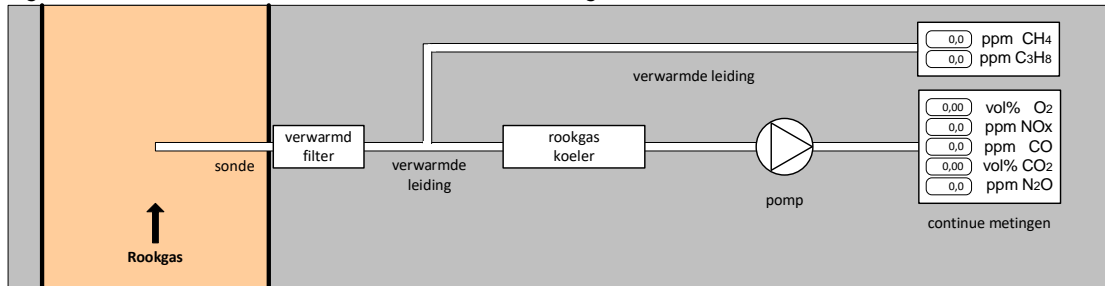 Rookgas
sonde
verwarmd
filter
verwarmde
leiding
rookgas
koeler
pomp
verwarmde leiding
0,0 ppm CH4
0,0 ppm C3H8
0,00 vol% O2
0,0 ppm NOx
0,0 ppm CO
0,00 vol% CO2
0,0 ppm N2O
continue metingen